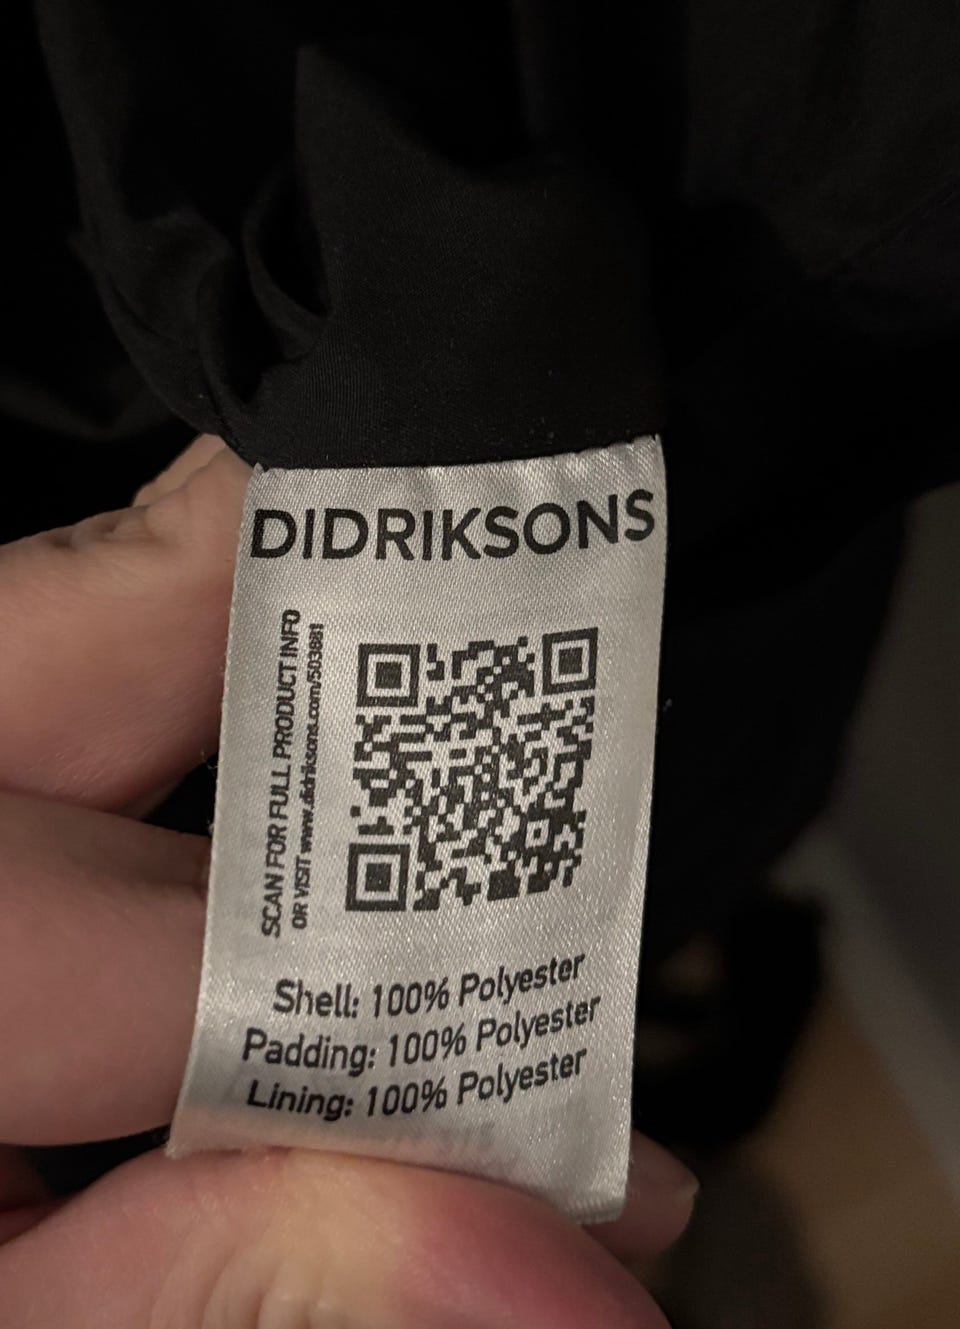 DIDRIKSONS
SCAN FOR FULL PRODUCT INFO
OR VISIT www.didriksons.com/503881
Shell: 100% Polyester
Padding: 100% Polyester
Lining: 100% Polyester